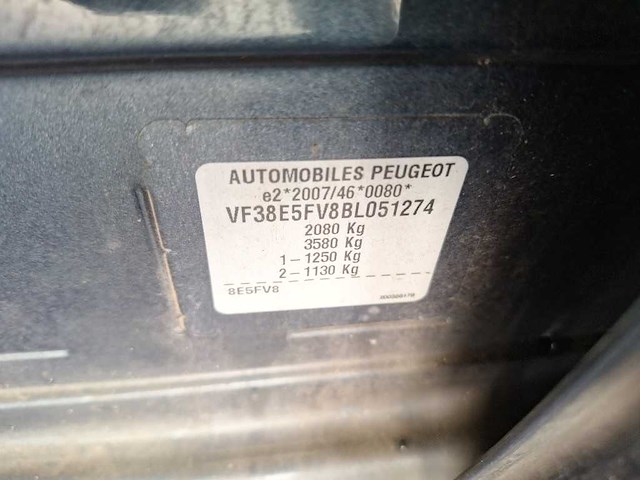 AUTOMOBILES PEUGEOT
e2*2007/46*0080*
VF38E5FV8BL051274
2080 Kg
3580 Kg
1-1250 Kg
2-1130 Kg
8E5FV8